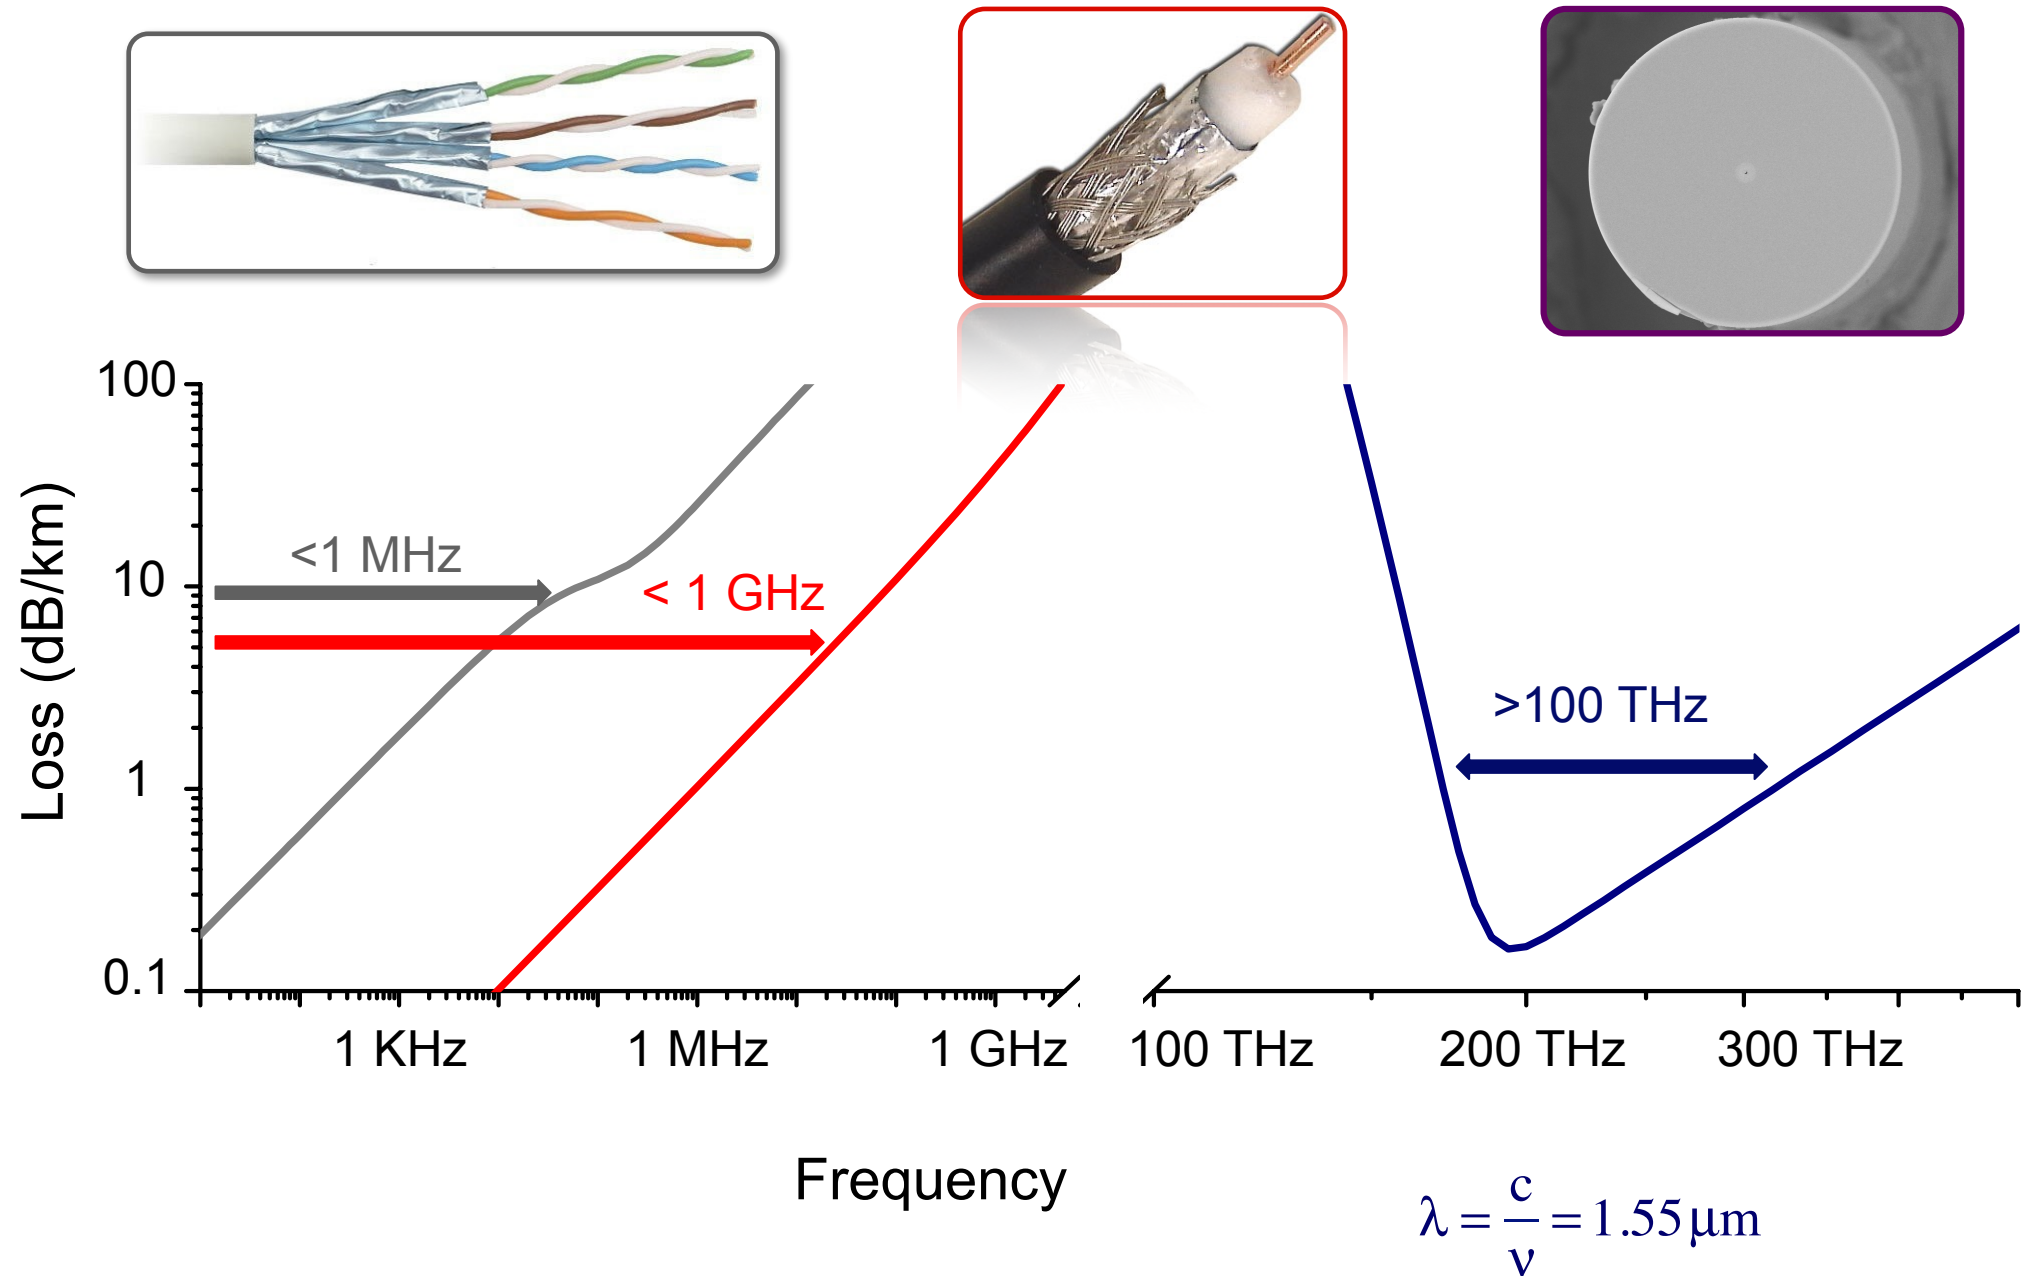 100
10
1
0.1
Loss (dB/km)
<1 MHz
< 1 GHz
>100 THz
1 KHz 1 MHz 1 GHz 100 THz 200 THz 300 THz
Frequency
λ = c/ν = 1.55 μm